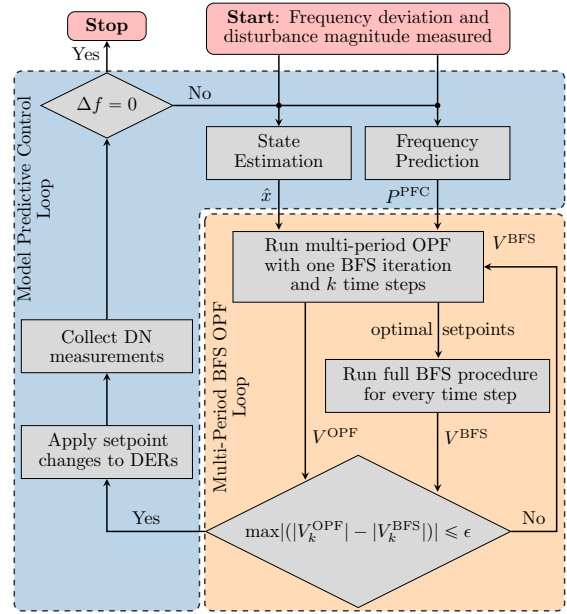 Stop
Start: Frequency deviation and
disturbance magnitude measured
Yes
Δf = 0
No
State
Estimation
Frequency
Prediction
Model Predictive Control
Loop
x̂
P^PFC
Run multi-period OPF
with one BFS iteration
and k time steps
V^BFS
optimal setpoints
Collect DN
measurements
Run full BFS procedure
for every time step
Multi-Period BFS OPF
Loop
Apply setpoint
changes to DERs
V^OPF
V^BFS
Yes
max|(|V_k^OPF| − |V_k^BFS|)| ⩽ ϵ
No